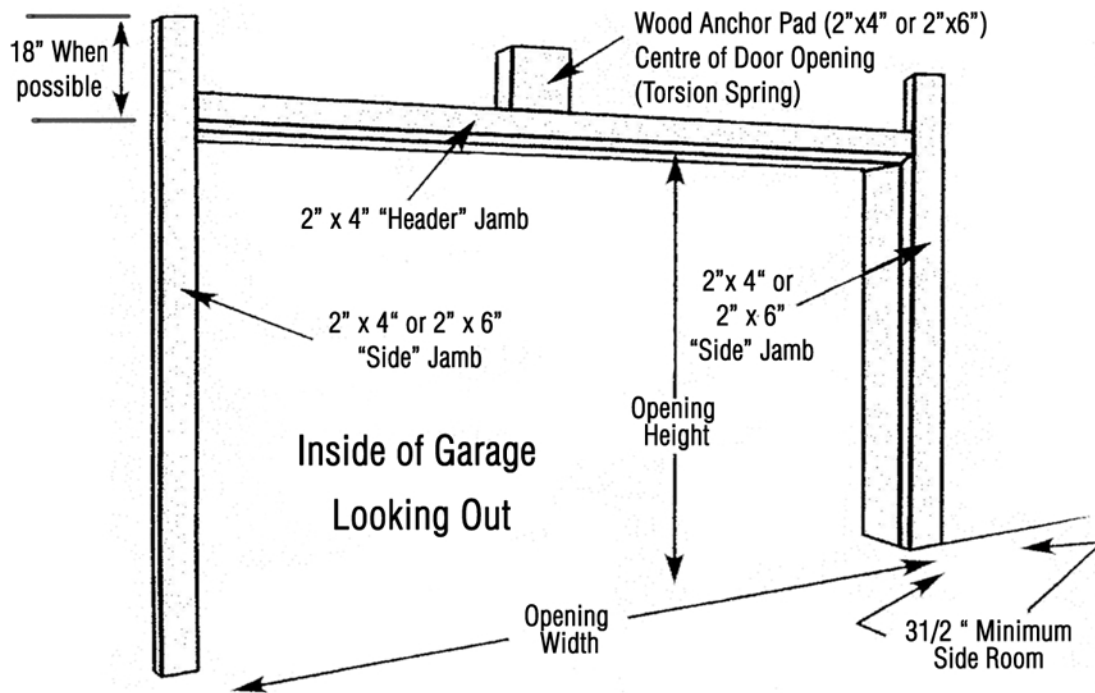 18" When
possible
Wood Anchor Pad (2"x4" or 2"x6")
Centre of Door Opening
(Torsion Spring)
2" x 4" "Header" Jamb
2" x 4" or 2" x 6"
"Side" Jamb
2"x 4" or
2" x 6"
"Side" Jamb
Opening
Height
Inside of Garage
Looking Out
Opening
Width
31/2 " Minimum
Side Room